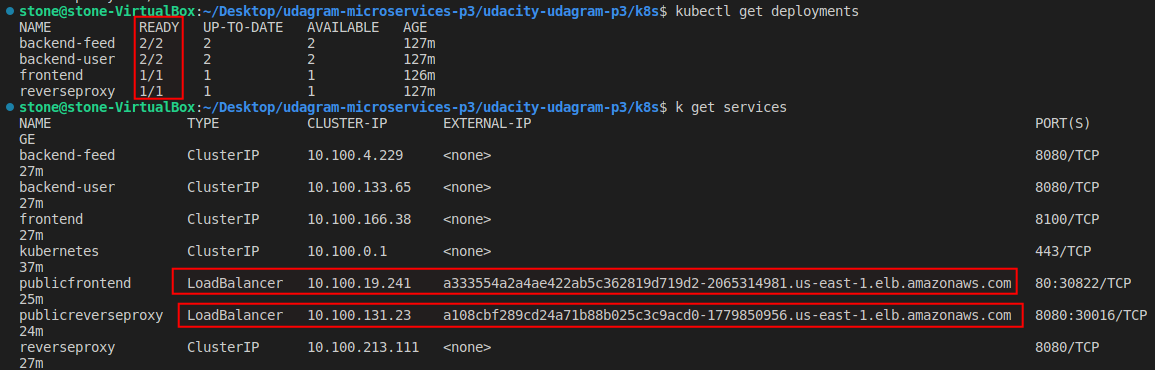 stone@stone-VirtualBox:~/Desktop/udagram-microservices-p3/udacity-udagram-p3/k8s$ kubectl get deployments
NAME READY UP-TO-DATE AVAILABLE AGE
backend-feed 2/2 2 2 127m
backend-user 2/2 2 2 127m
frontend 1/1 1 1 126m
reverseproxy 1/1 1 1 127m
stone@stone-VirtualBox:~/Desktop/udagram-microservices-p3/udacity-udagram-p3/k8s$ k get services
NAME TYPE CLUSTER-IP EXTERNAL-IP PORT(S)
GE
backend-feed ClusterIP 10.100.4.229 <none> 8080/TCP
27m
backend-user ClusterIP 10.100.133.65 <none> 8080/TCP
27m
frontend ClusterIP 10.100.166.38 <none> 8100/TCP
27m
kubernetes ClusterIP 10.100.0.1 <none> 443/TCP
37m
publicfrontend LoadBalancer 10.100.19.241 a333554a2a4ae422ab5c362819d719d2-2065314981.us-east-1.elb.amazonaws.com 80:30822/TCP
25m
publicreverseproxy LoadBalancer 10.100.131.23 a108cbf289cd24a71b88b025c3c9acd0-1779850956.us-east-1.elb.amazonaws.com 8080:30016/TCP
24m
reverseproxy ClusterIP 10.100.213.111 <none> 8080/TCP
27m